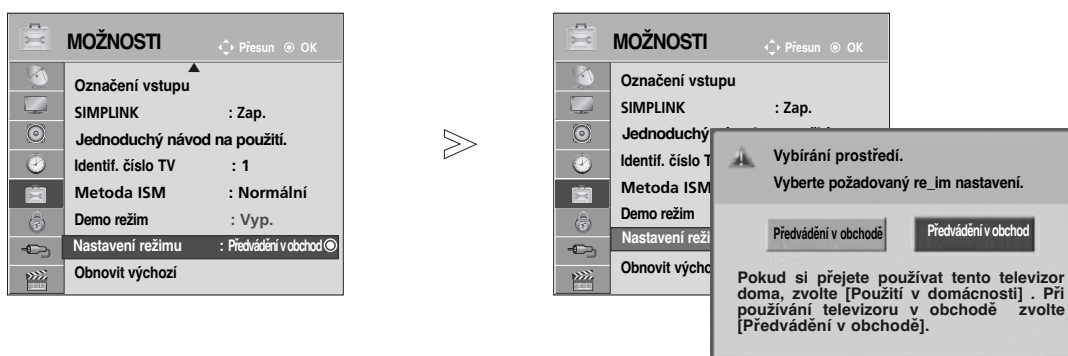 MOŽNOSTI
Přesun OK
Označení vstupu
SIMPLINK : Zap.
Jednoduchý návod na použití.
Identif. číslo TV : 1
Metoda ISM : Normální
Demo režim : Vyp.
Nastavení režimu : Předvádění v obchod
Obnovit výchozí
MOŽNOSTI
Přesun OK
Označení vstupu
SIMPLINK : Zap.
Jednoduchý
Identif. číslo T
Metoda ISM
Demo režim
Nastavení reži
Obnovit výcho
Vybírání prostředí.
Vyberte požadovaný re_im nastavení.
Předvádění v obchodě
Předvádění v obchod
Pokud si přejete používat tento televizor
doma, zvolte [Použití v domácnosti] . Při
používání televizoru v obchodě zvolte
[Předvádění v obchodě].